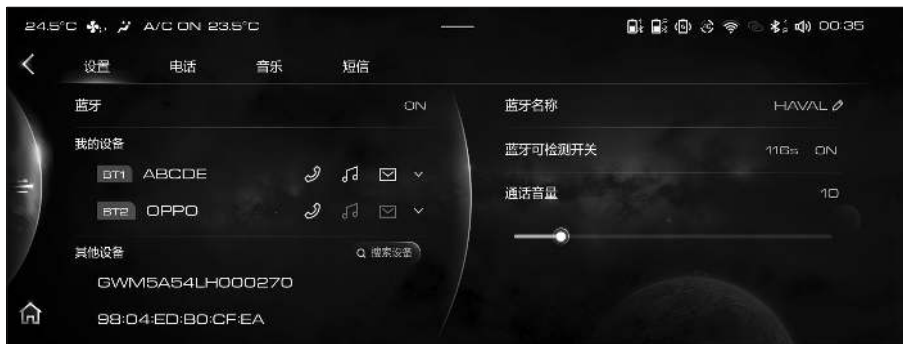 24.5°C A/C ON 23.5°C 00:35
设置 电话 音乐 短信
蓝牙 ON
我的设备
BT1 ABCDE
BT2 OPPO
其他设备 搜索设备
GWM5A54LH000270
98:04:ED:B0:CF:EA
蓝牙名称 HAVAL
蓝牙可检测开关 116s ON
通话音量 10